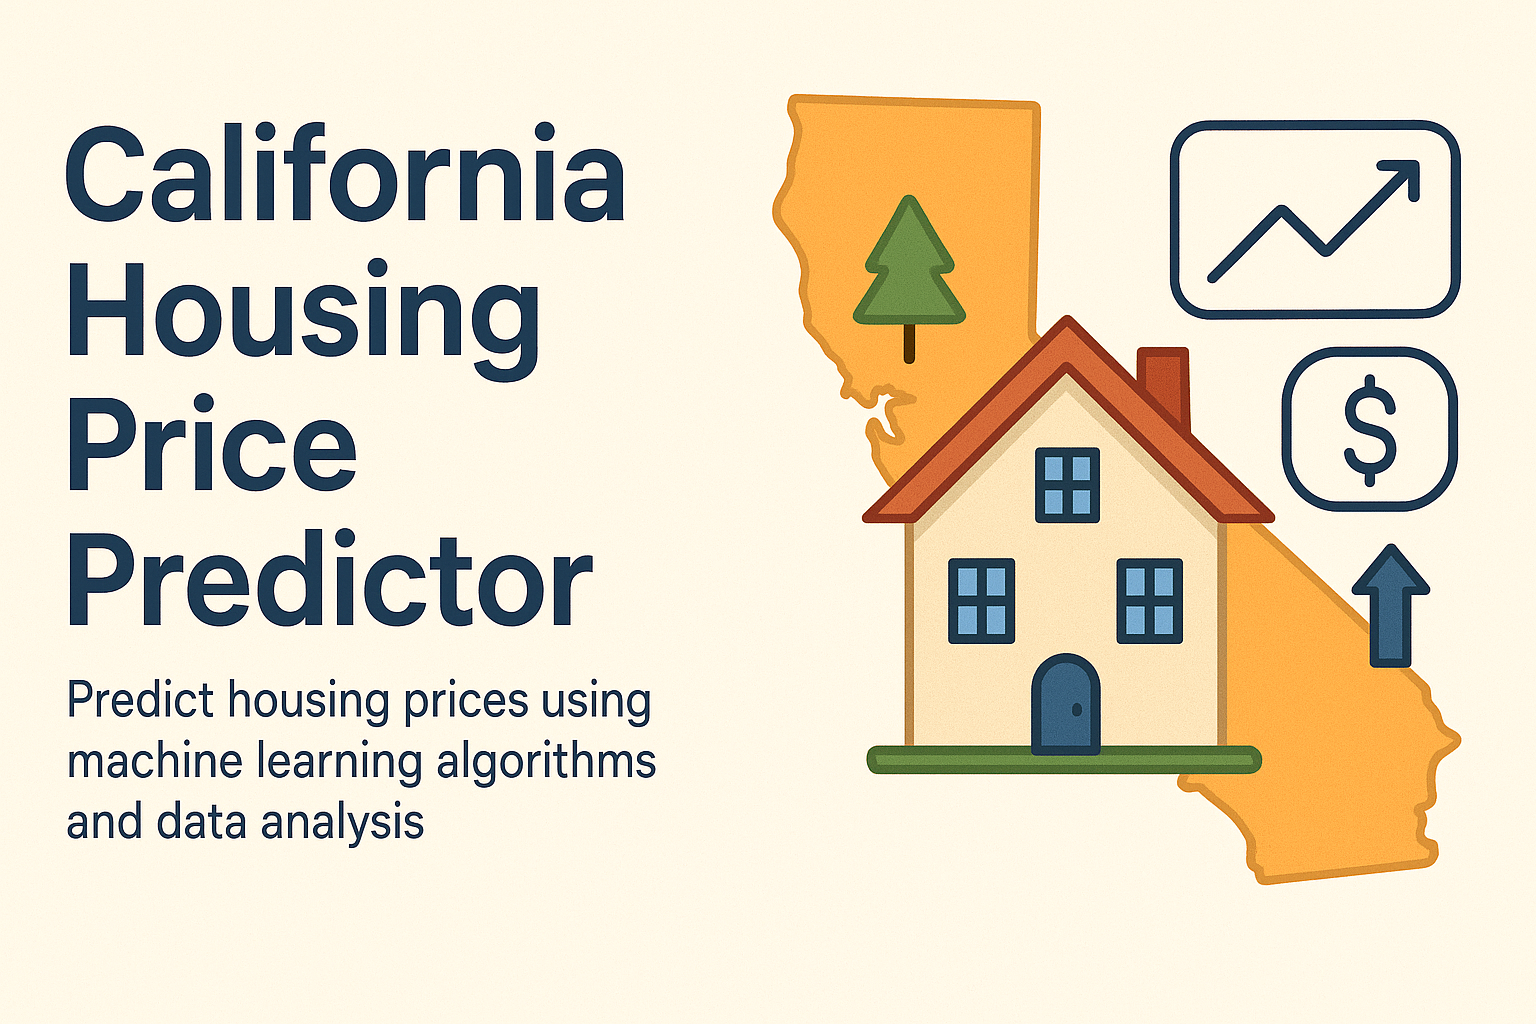 California
Housing
Price
Predictor
Predict housing prices using
machine learning algorithms
and data analysis
$